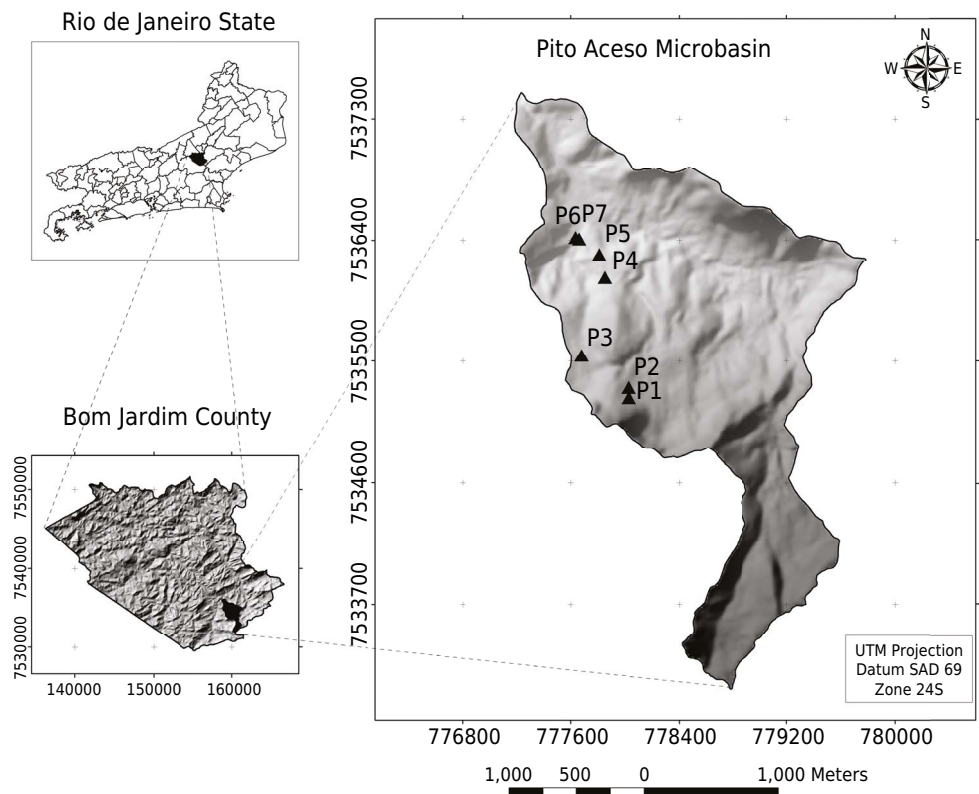 Rio de Janeiro State
Pito Aceso Microbasin
N
W E
S
7537300
7536400
7535500
7534600
7533700
P6 P7
P5
P4
P3
P2
P1
Bom Jardim County
7550000
7540000
7530000
140000 150000 160000
UTM Projection
Datum SAD 69
Zone 24S
776800 777600 778400 779200 780000
1,000 500 0 1,000 Meters